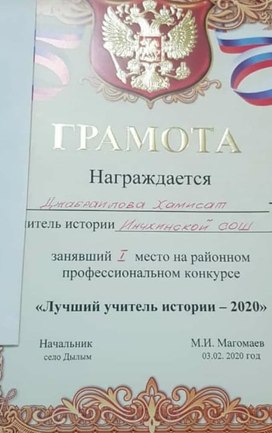 ГРАМОТА
Награждается
Джабраилова Хамисат
итель истории Инчхинской СОШ
занявший I место на районном
профессиональном конкурсе
«Лучший учитель истории – 2020»
Начальник М.И. Магомаев
село Дылым 03.02. 2020 год